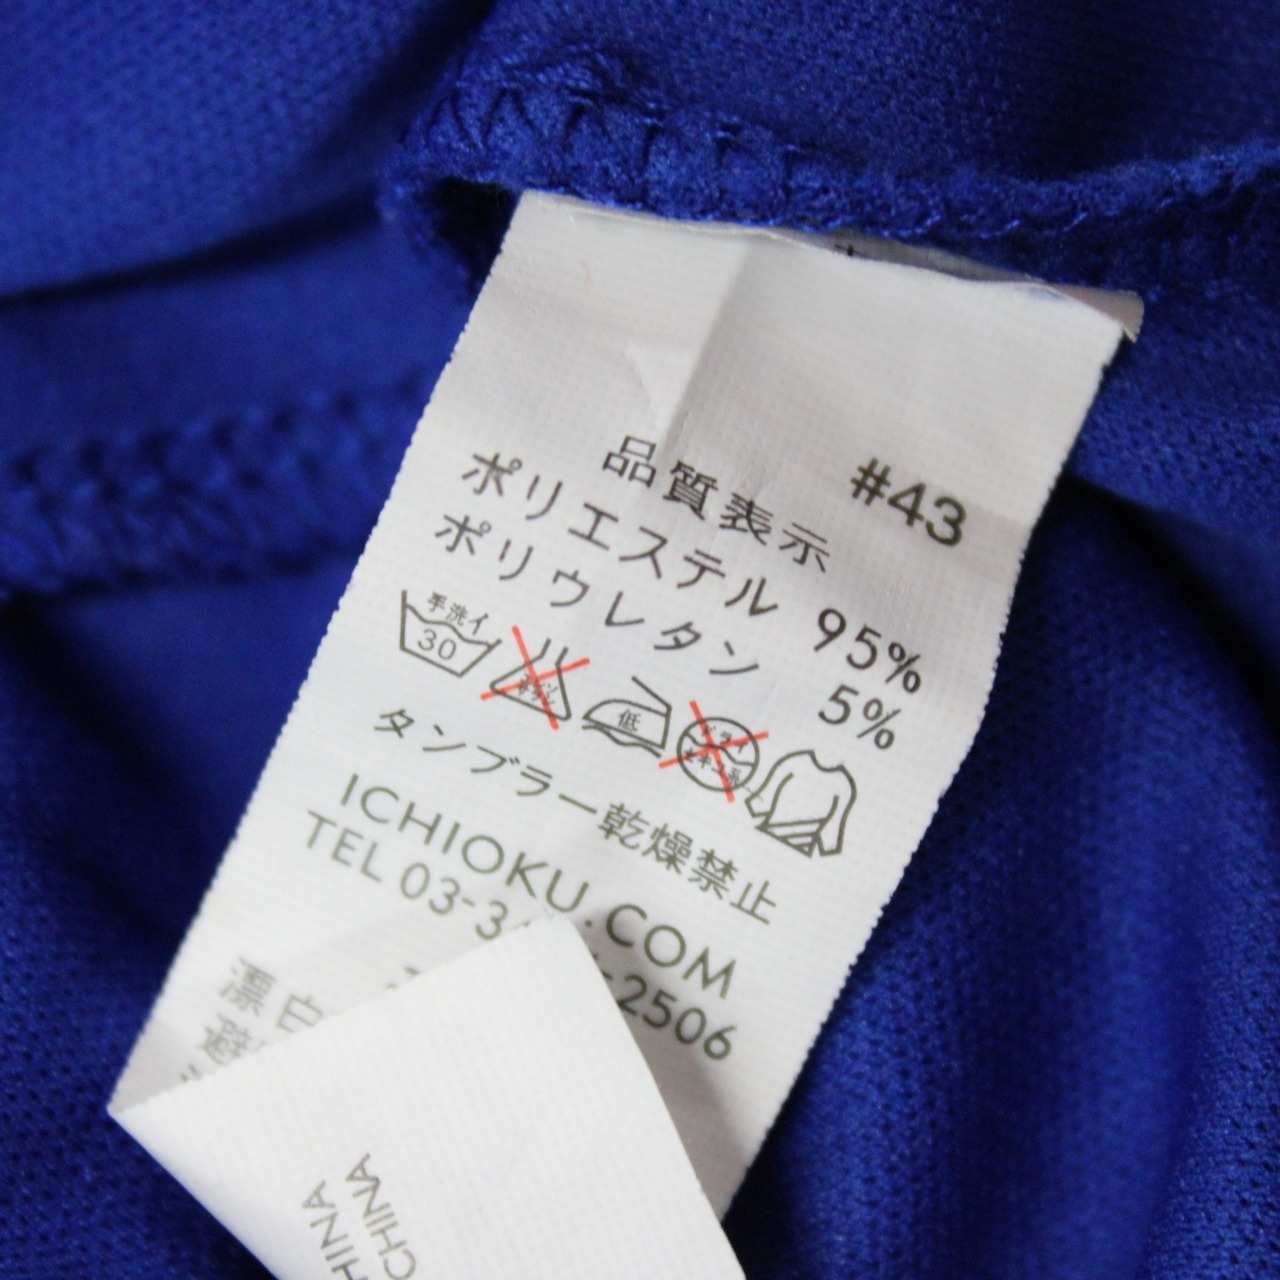 #43
品質表示
ポリエステル 95%
ポリウレタン 5%
手洗イ
30
低
タンブラー乾燥禁止
ICHIOKU.COM
TEL 03-3 -2506
漂白
避
CHINA